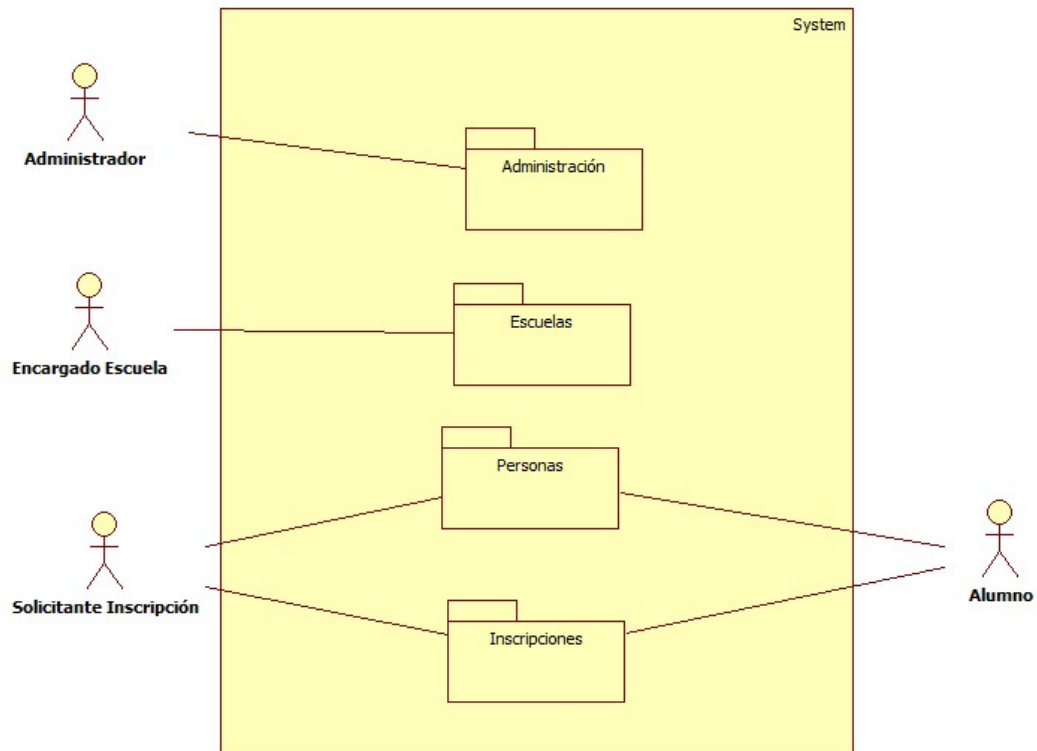 System
Administrador
Administración
Encargado Escuela
Escuelas
Personas
Solicitante Inscripción
Alumno
Inscripciones